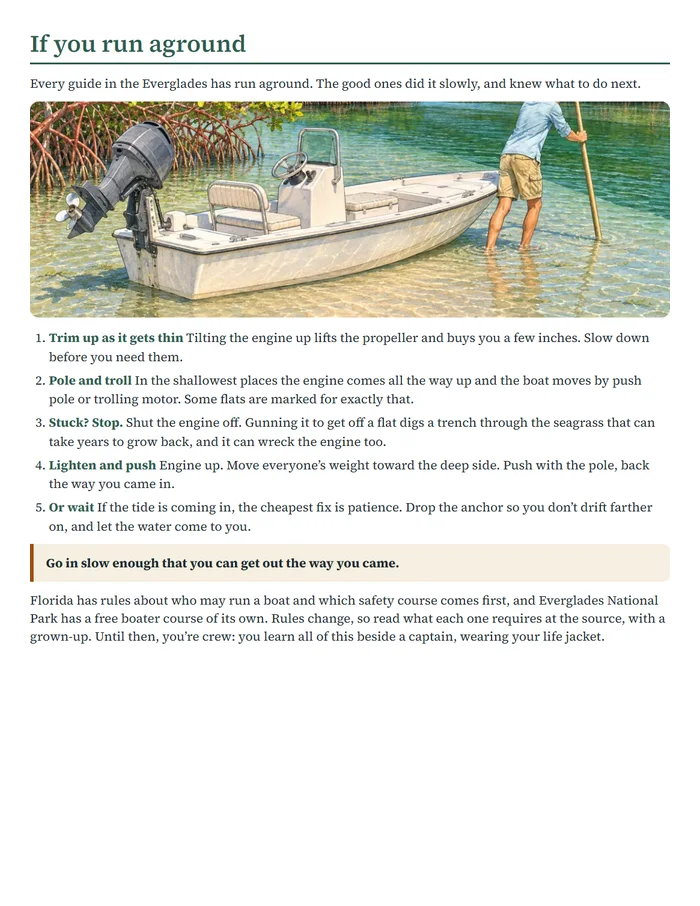 If you run aground
Every guide in the Everglades has run aground. The good ones did it slowly, and knew what to do next.
1. Trim up as it gets thin Tilting the engine up lifts the propeller and buys you a few inches. Slow down
before you need them.
2. Pole and troll In the shallowest places the engine comes all the way up and the boat moves by push
pole or trolling motor. Some flats are marked for exactly that.
3. Stuck? Stop. Shut the engine off. Gunning it to get off a flat digs a trench through the seagrass that can
take years to grow back, and it can wreck the engine too.
4. Lighten and push Engine up. Move everyone’s weight toward the deep side. Push with the pole, back
the way you came in.
5. Or wait If the tide is coming in, the cheapest fix is patience. Drop the anchor so you don’t drift farther
on, and let the water come to you.
Go in slow enough that you can get out the way you came.
Florida has rules about who may run a boat and which safety course comes first, and Everglades National
Park has a free boater course of its own. Rules change, so read what each one requires at the source, with a
grown-up. Until then, you’re crew: you learn all of this beside a captain, wearing your life jacket.